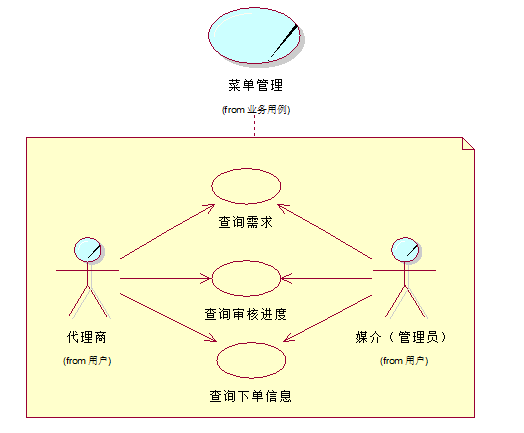 菜单管理
(from 业务用例)
查询需求
查询审核进度
代理商
(from 用户)
媒介（管理员）
(from 用户)
查询下单信息